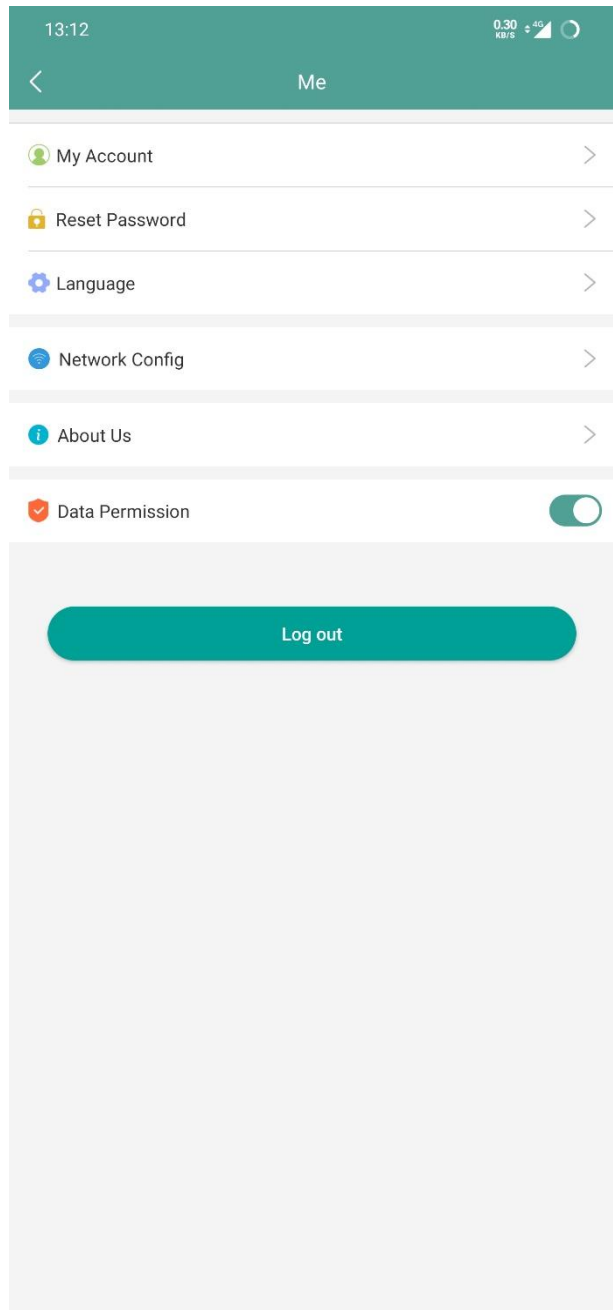 13:12
0.30
KB/S
4G
Me
My Account
Reset Password
Language
Network Config
About Us
Data Permission
Log out